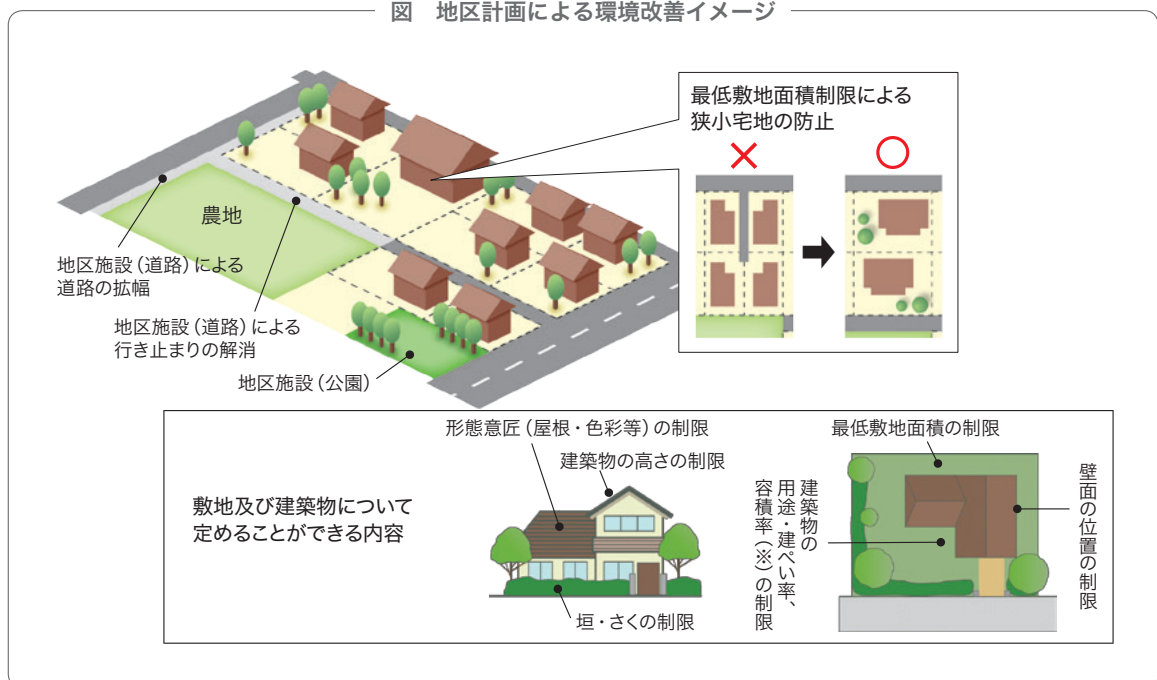 図　地区計画による環境改善イメージ
最低敷地面積制限による
狭小宅地の防止
農地
地区施設（道路）による
道路の拡幅
地区施設（道路）による
行き止まりの解消
地区施設（公園）
敷地及び建築物について
定めることができる内容
形態意匠（屋根・色彩等）の制限
建築物の高さの制限
垣・さくの制限
最低敷地面積の制限
建築物の
用途・建ぺい率、
容積率（※）の制限
壁面の位置の制限